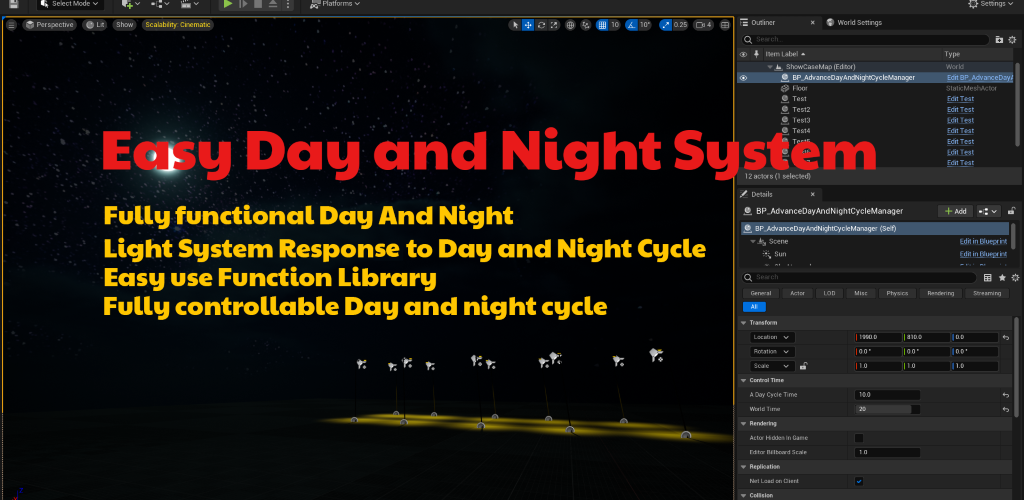 Select Mode
Platforms
Settings
Perspective
Lit
Show
Scalability: Cinematic
10
10°
0.25
4
Outliner
World Settings
Search...
Item Label
Type
ShowCaseMap (Editor)
World
BP_AdvanceDayAndNightCycleManager
Edit BP_AdvanceDayA
Floor
StaticMeshActor
Test
Edit Test
Test2
Edit Test
Test3
Edit Test
Test4
Edit Test
Edit Test
Edit Test
12 actors (1 selected)
Easy Day and Night System
Fully functional Day And Night
Light System Response to Day and Night Cycle
Easy use Function Library
Fully controllable Day and night cycle
Details
BP_AdvanceDayAndNightCycleManager
Add
BP_AdvanceDayAndNightCycleManager (Self)
Scene
Edit in Blueprint
Sun
Edit in Blueprint
Search
General
Actor
LOD
Misc
Physics
Rendering
Streaming
All
Transform
Location
1990.0
810.0
0.0
Rotation
0.0 °
0.0 °
0.0 °
Scale
1.0
1.0
1.0
Control Time
A Day Cycle Time
10.0
World Time
20
Rendering
Actor Hidden In Game
Editor Billboard Scale
1.0
Replication
Net Load on Client
Collision